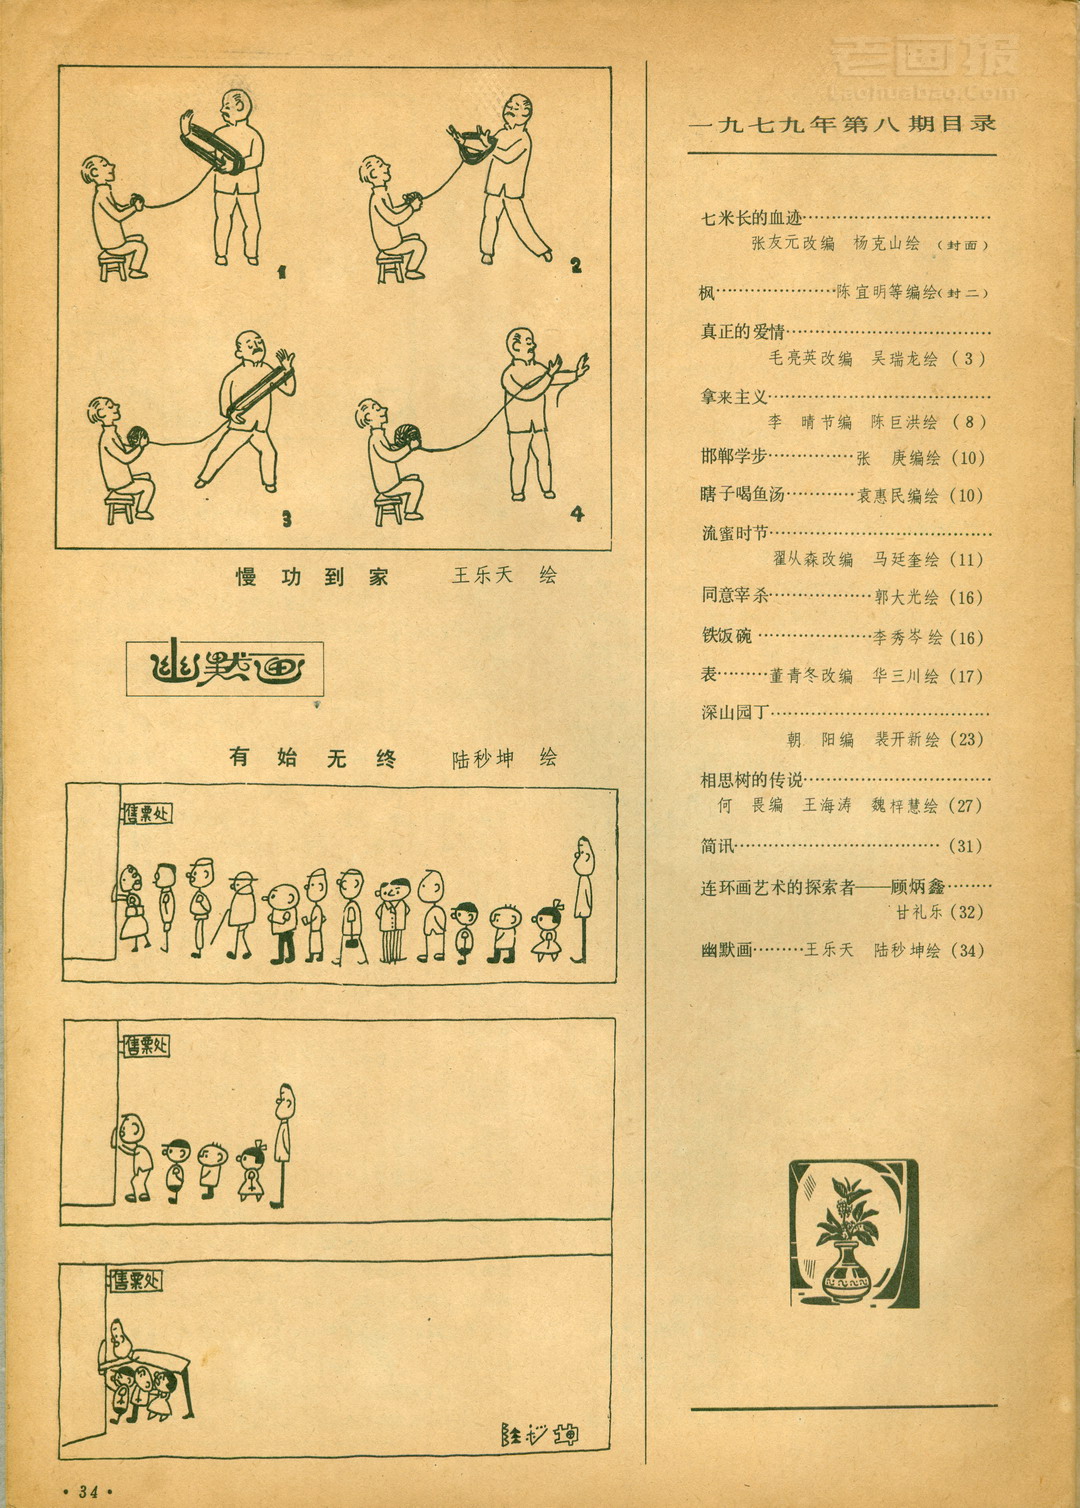 1
2
3
4
慢功到家 王乐天 绘
幽默画
有始无终 陆秒坤 绘
售票处
售票处
售票处
陆秒坤
·34·
老画报
Laohuabao.Com
一九七九年第八期目录
七米长的血迹································
张友元改编 杨克山绘 (封面)
枫·····················陈宜明等编绘(封二)
真正的爱情···································
毛亮英改编 吴瑞龙绘 (3)
拿来主义······································
李 晴节编 陈巨洪绘 (8)
邯郸学步··············张 庚编绘 (10)
瞎子喝鱼汤············袁惠民编绘 (10)
流蜜时节······································
翟从森改编 马廷奎绘 (11)
同意宰杀··················郭大光绘 (16)
铁饭碗····················李秀岑绘 (16)
表·········董青冬改编 华三川绘 (17)
深山园丁······································
朝 阳编 裴开新绘 (23)
相思树的传说································
何 畏编 王海涛 魏梓慧绘 (27)
简讯··································· (31)
连环画艺术的探索者——顾炳鑫········
甘礼乐 (32)
幽默画·········王乐天 陆秒坤绘 (34)